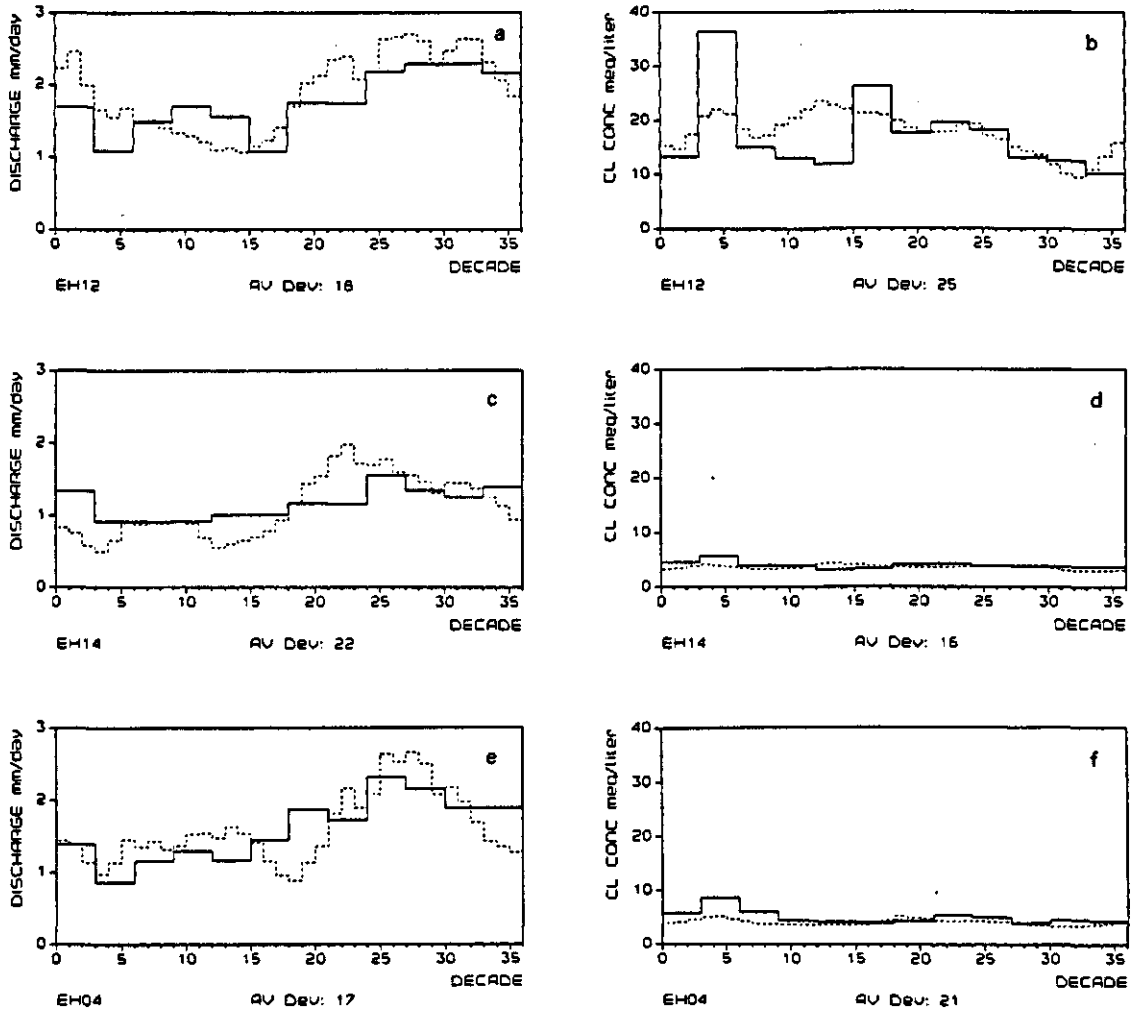 DISCHARGE mm/day
3
2
1
0
a
0 5 10 15 20 25 30 35
DECADE
EH12 AV Dev: 18
CL CONC meq/liter
40
30
20
10
0
b
0 5 10 15 20 25 30 35
DECADE
EH12 AV Dev: 25
DISCHARGE mm/day
3
2
1
0
c
0 5 10 15 20 25 30 35
DECADE
EH14 AV Dev: 22
CL CONC meq/liter
40
30
20
10
0
d
0 5 10 15 20 25 30 35
DECADE
EH14 AV Dev: 16
DISCHARGE mm/day
3
2
1
0
e
0 5 10 15 20 25 30 35
DECADE
EH04 AV Dev: 17
CL CONC meq/liter
40
30
20
10
0
f
0 5 10 15 20 25 30 35
DECADE
EH04 AV Dev: 21